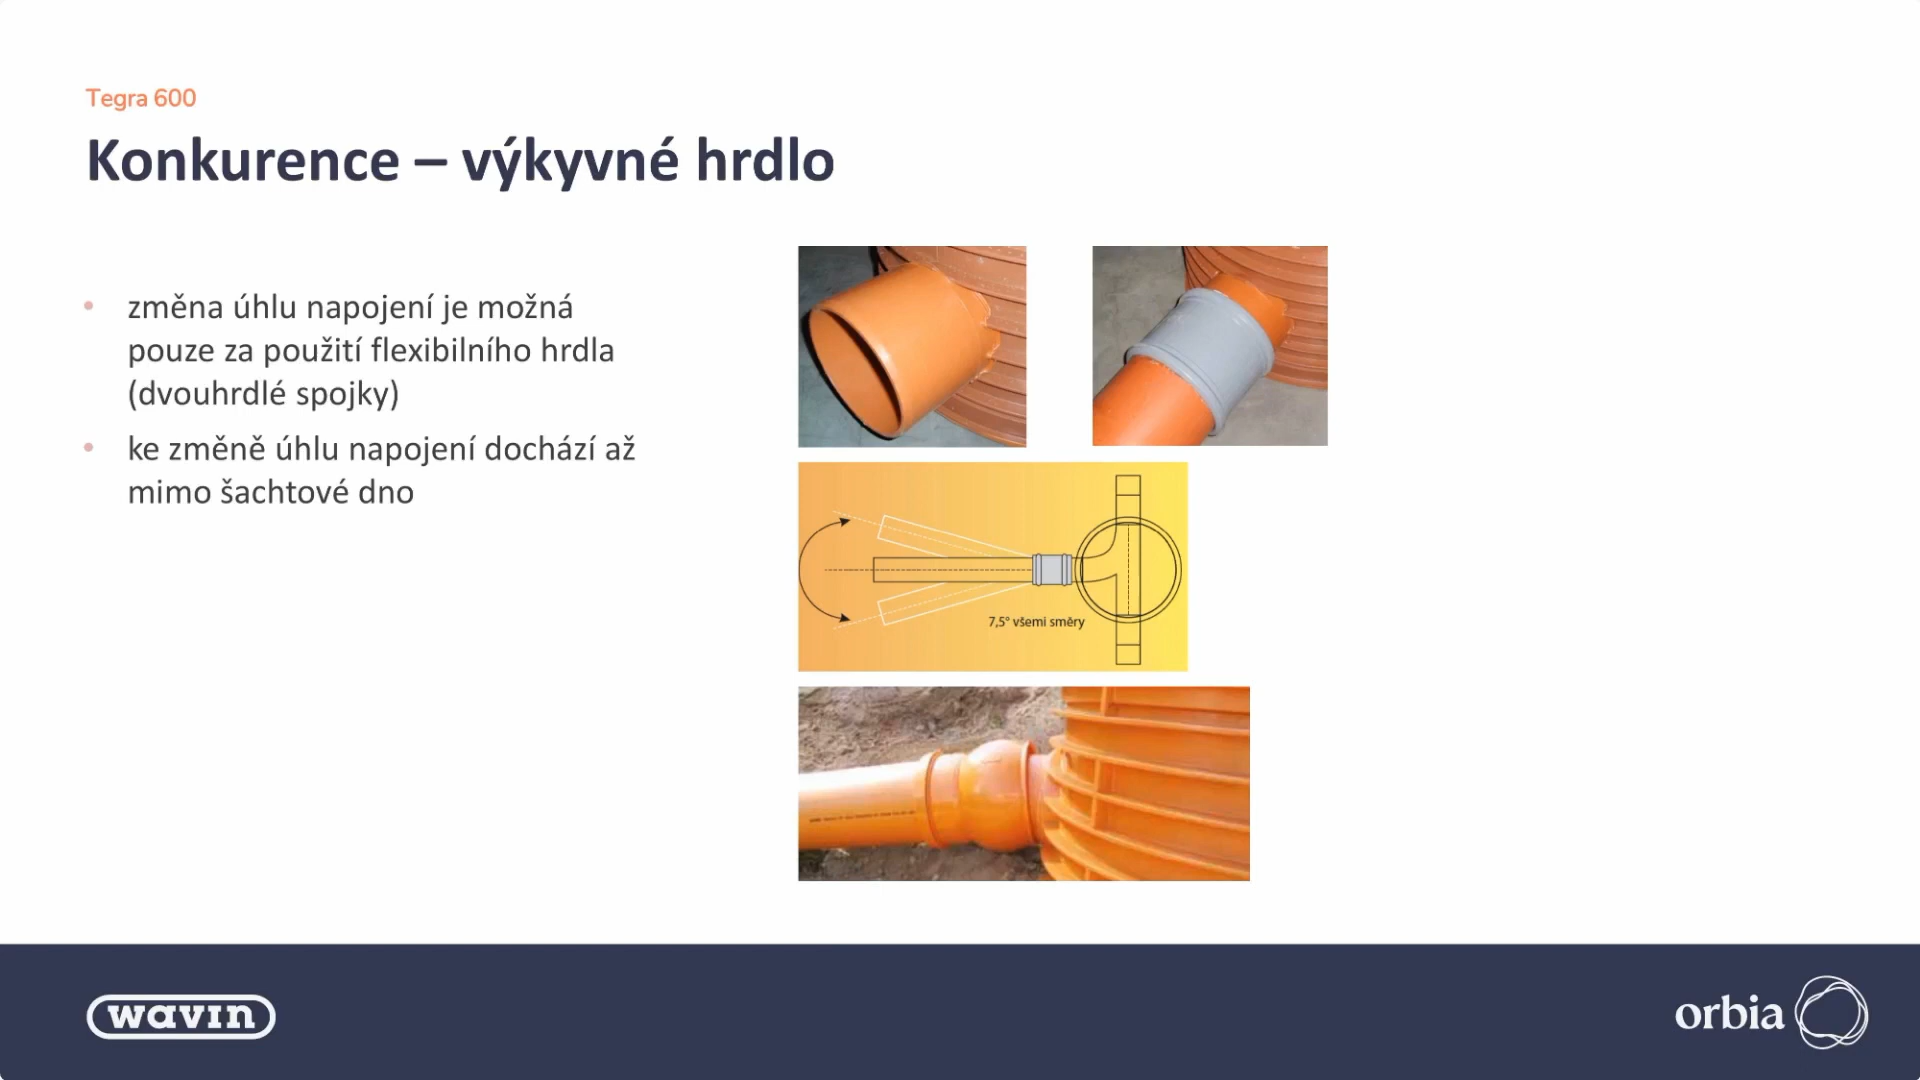 Tegra 600
Konkurence – výkyvné hrdlo
• změna úhlu napojení je možná
pouze za použití flexibilního hrdla
(dvouhrdlé spojky)
• ke změně úhlu napojení dochází až
mimo šachtové dno
7,5° všemi směry
wavin
orbia